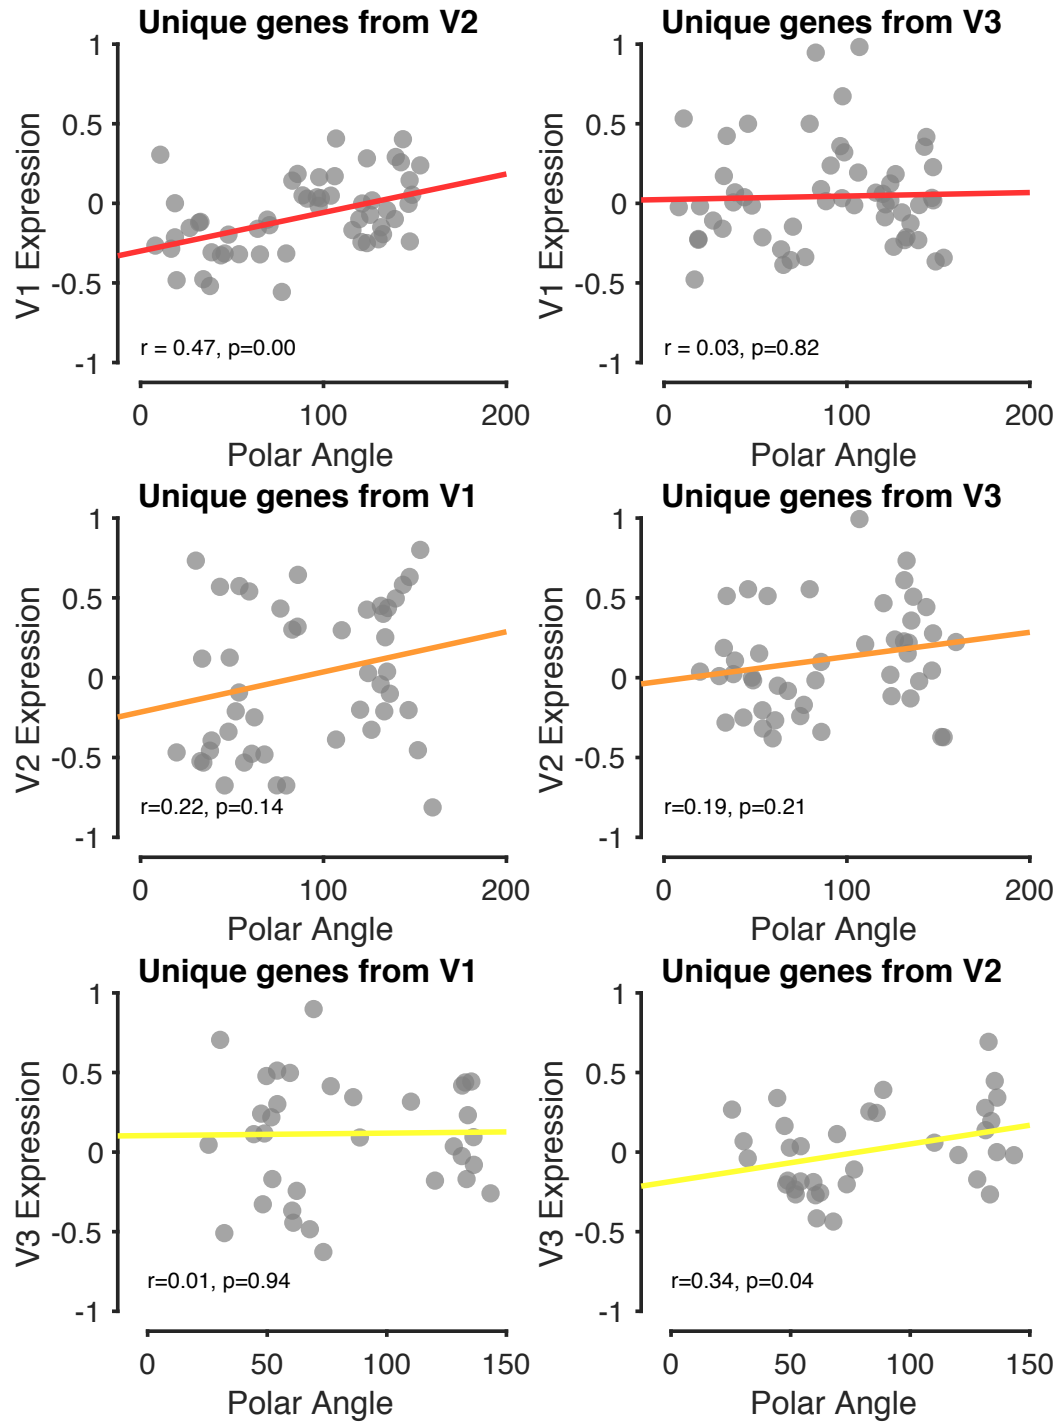 Unique genes from V2
1
0.5
0
-0.5
-1
V1 Expression
r = 0.47, p=0.00
0 100 200
Polar Angle
Unique genes from V3
1
0.5
0
-0.5
-1
V1 Expression
r = 0.03, p=0.82
0 100 200
Polar Angle
Unique genes from V1
1
0.5
0
-0.5
-1
V2 Expression
r=0.22, p=0.14
0 100 200
Polar Angle
Unique genes from V3
1
0.5
0
-0.5
-1
V2 Expression
r=0.19, p=0.21
0 100 200
Polar Angle
Unique genes from V1
1
0.5
0
-0.5
-1
V3 Expression
r=0.01, p=0.94
0 50 100 150
Polar Angle
Unique genes from V2
1
0.5
0
-0.5
-1
V3 Expression
r=0.34, p=0.04
0 50 100 150
Polar Angle